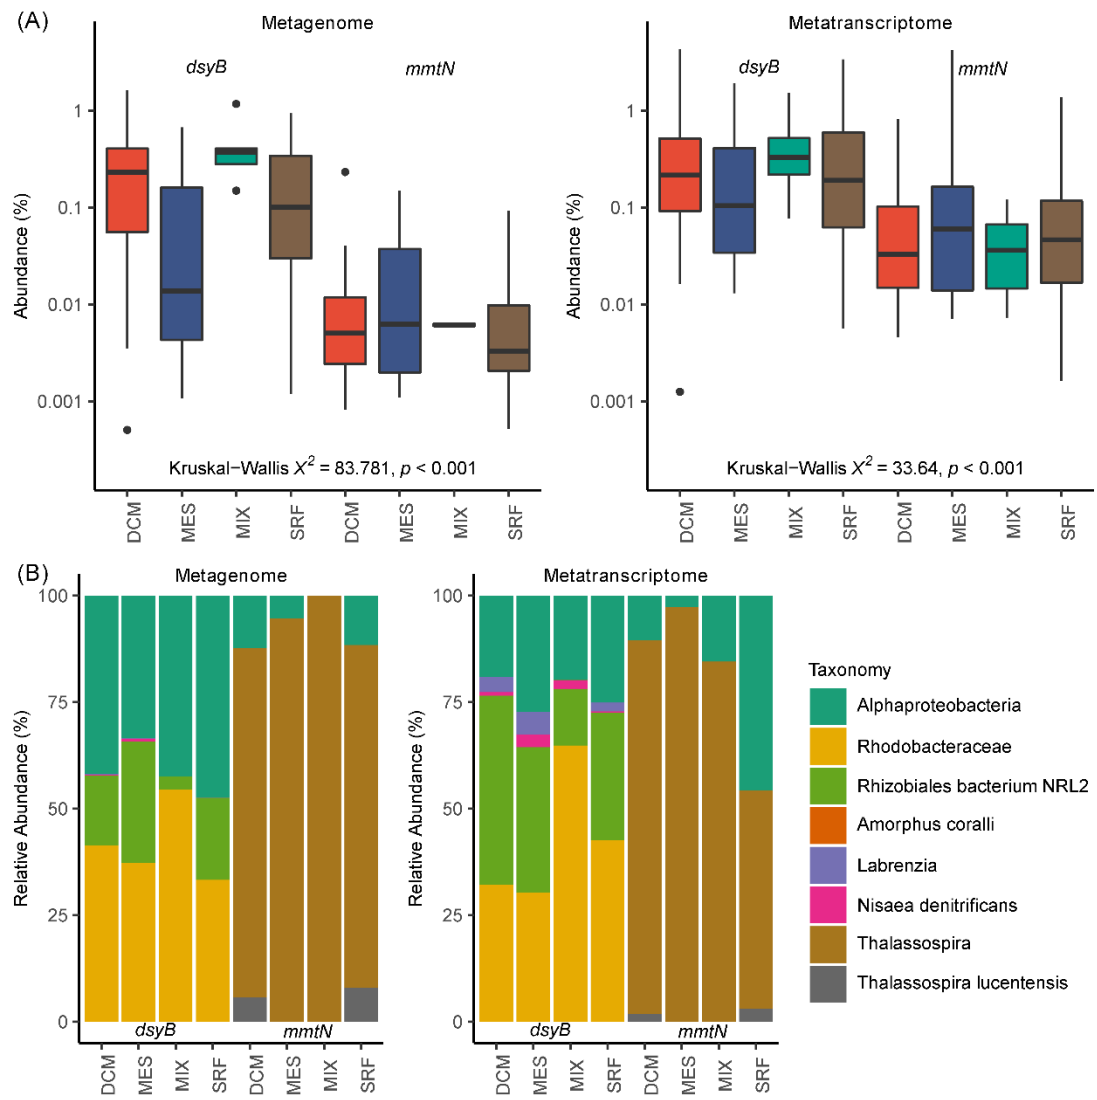 (A)
Metagenome
dsyB
mmtN
Abundance (%)
1
0.1
0.01
0.001
Kruskal−Wallis X² = 83.781, p < 0.001
DCM
MES
MIX
SRF
DCM
MES
MIX
SRF
Metatranscriptome
dsyB
mmtN
Abundance (%)
1
0.1
0.01
0.001
Kruskal−Wallis X² = 33.64, p < 0.001
DCM
MES
MIX
SRF
DCM
MES
MIX
SRF
(B)
Metagenome
Relative Abundance (%)
100
75
50
25
0
dsyB
mmtN
DCM
MES
MIX
SRF
DCM
MES
MIX
SRF
Metatranscriptome
Relative Abundance (%)
100
75
50
25
0
dsyB
mmtN
DCM
MES
MIX
SRF
DCM
MES
MIX
SRF
Taxonomy
Alphaproteobacteria
Rhodobacteraceae
Rhizobiales bacterium NRL2
Amorphus coralli
Labrenzia
Nisaea denitrificans
Thalassospira
Thalassospira lucentensis